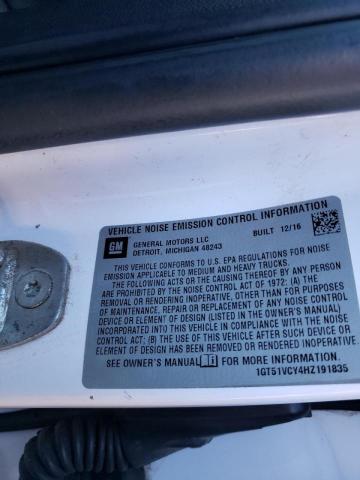 VEHICLE NOISE EMISSION CONTROL INFORMATION
GM
GENERAL MOTORS LLC
DETROIT, MICHIGAN 48243
BUILT 12/16
THIS VEHICLE CONFORMS TO U.S. EPA REGULATIONS FOR NOISE
EMISSION APPLICABLE TO MEDIUM AND HEAVY TRUCKS.
THE FOLLOWING ACTS OR THE CAUSING THEREOF BY ANY PERSON
ARE PROHIBITED BY THE NOISE CONTROL ACT OF 1972: (A) THE
REMOVAL OR RENDERING INOPERATIVE, OTHER THAN FOR PURPOSES
OF MAINTENANCE, REPAIR OR REPLACEMENT OF ANY NOISE CONTROL
DEVICE OR ELEMENT OF DESIGN (LISTED IN THE OWNER'S MANUAL)
INCORPORATED INTO THIS VEHICLE IN COMPLIANCE WITH THE NOISE
CONTROL ACT; (B) THE USE OF THIS VEHICLE AFTER SUCH DEVICE OR
ELEMENT OF DESIGN HAS BEEN REMOVED OR RENDERED INOPERATIVE.
SEE OWNER'S MANUAL
1GT51VCY4HZ191835